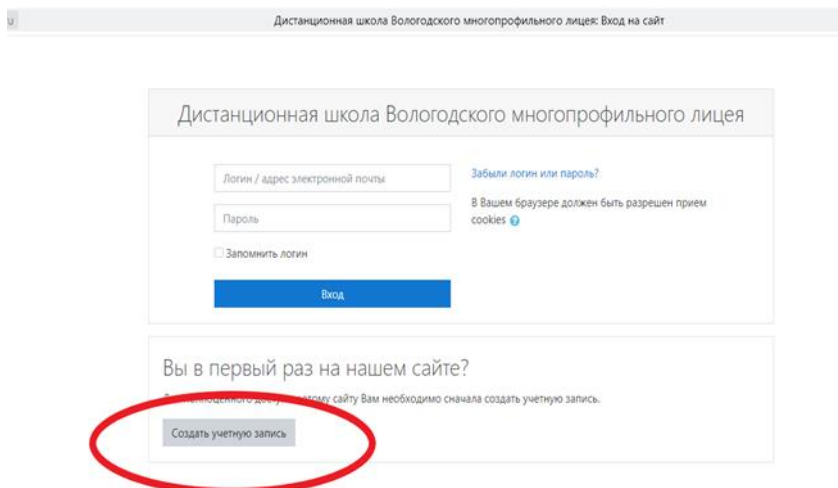 u
Дистанционная школа Вологодского многопрофильного лицея: Вход на сайт
Дистанционная школа Вологодского многопрофильного лицея
Логин / адрес электронной почты
Пароль
Запомнить логин
Вход
Забыли логин или пароль?
В Вашем браузере должен быть разрешен прием
cookies
Вы в первый раз на нашем сайте?
сайту Вам необходимо сначала создать учетную запись.
Создать учетную запись